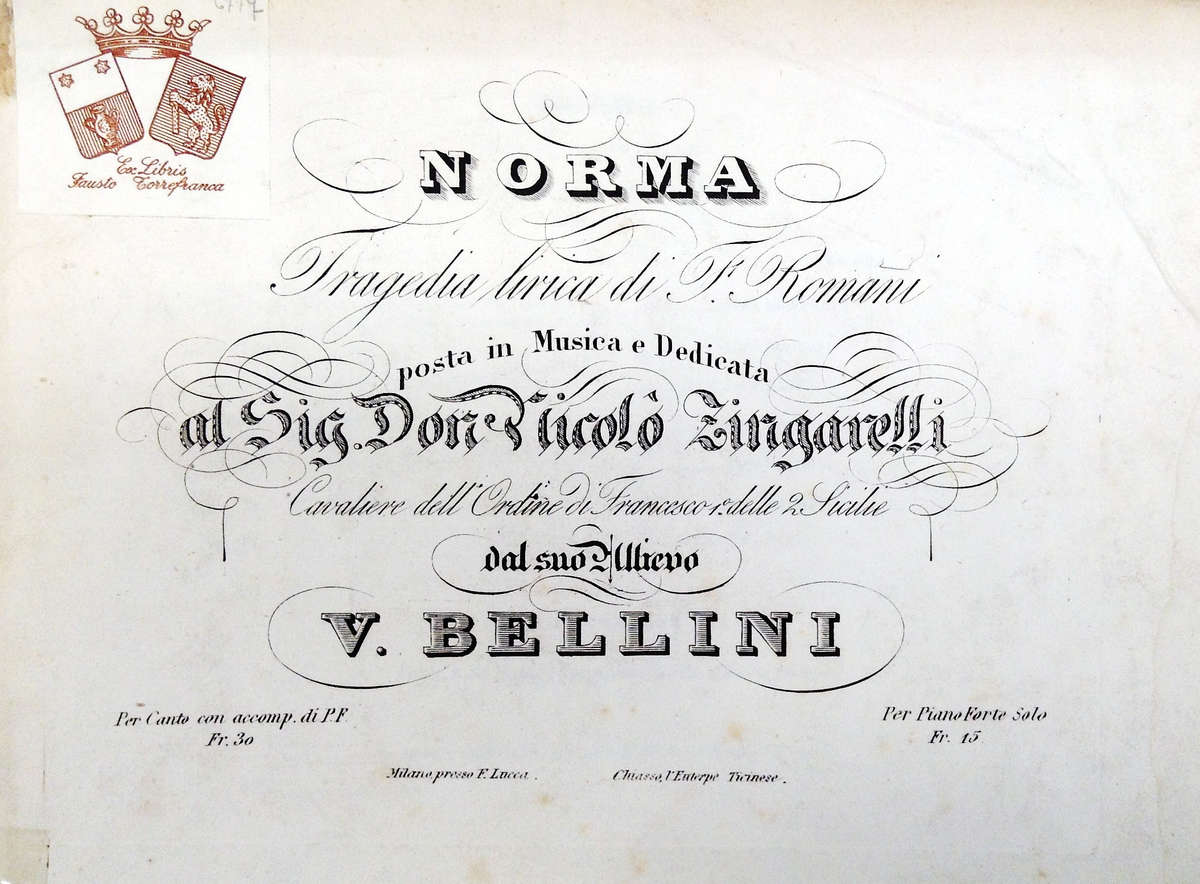 Ex Libris
Fausto Torrefranca
NORMA
Tragedia lirica di F. Romani
posta in Musica e Dedicata
al Sig. Don Nicolò Zingarelli
Cavaliere dell'Ordine di Francesco 1.º delle 2 Sicilie
dal suo Allievo
V. BELLINI
Per Canto con accomp. di P.F.
Fr. 30
Per Piano Forte Solo
Fr. 15
Milano, presso F. Lucca.
Chiasso, l'Euterpe Ticinese.